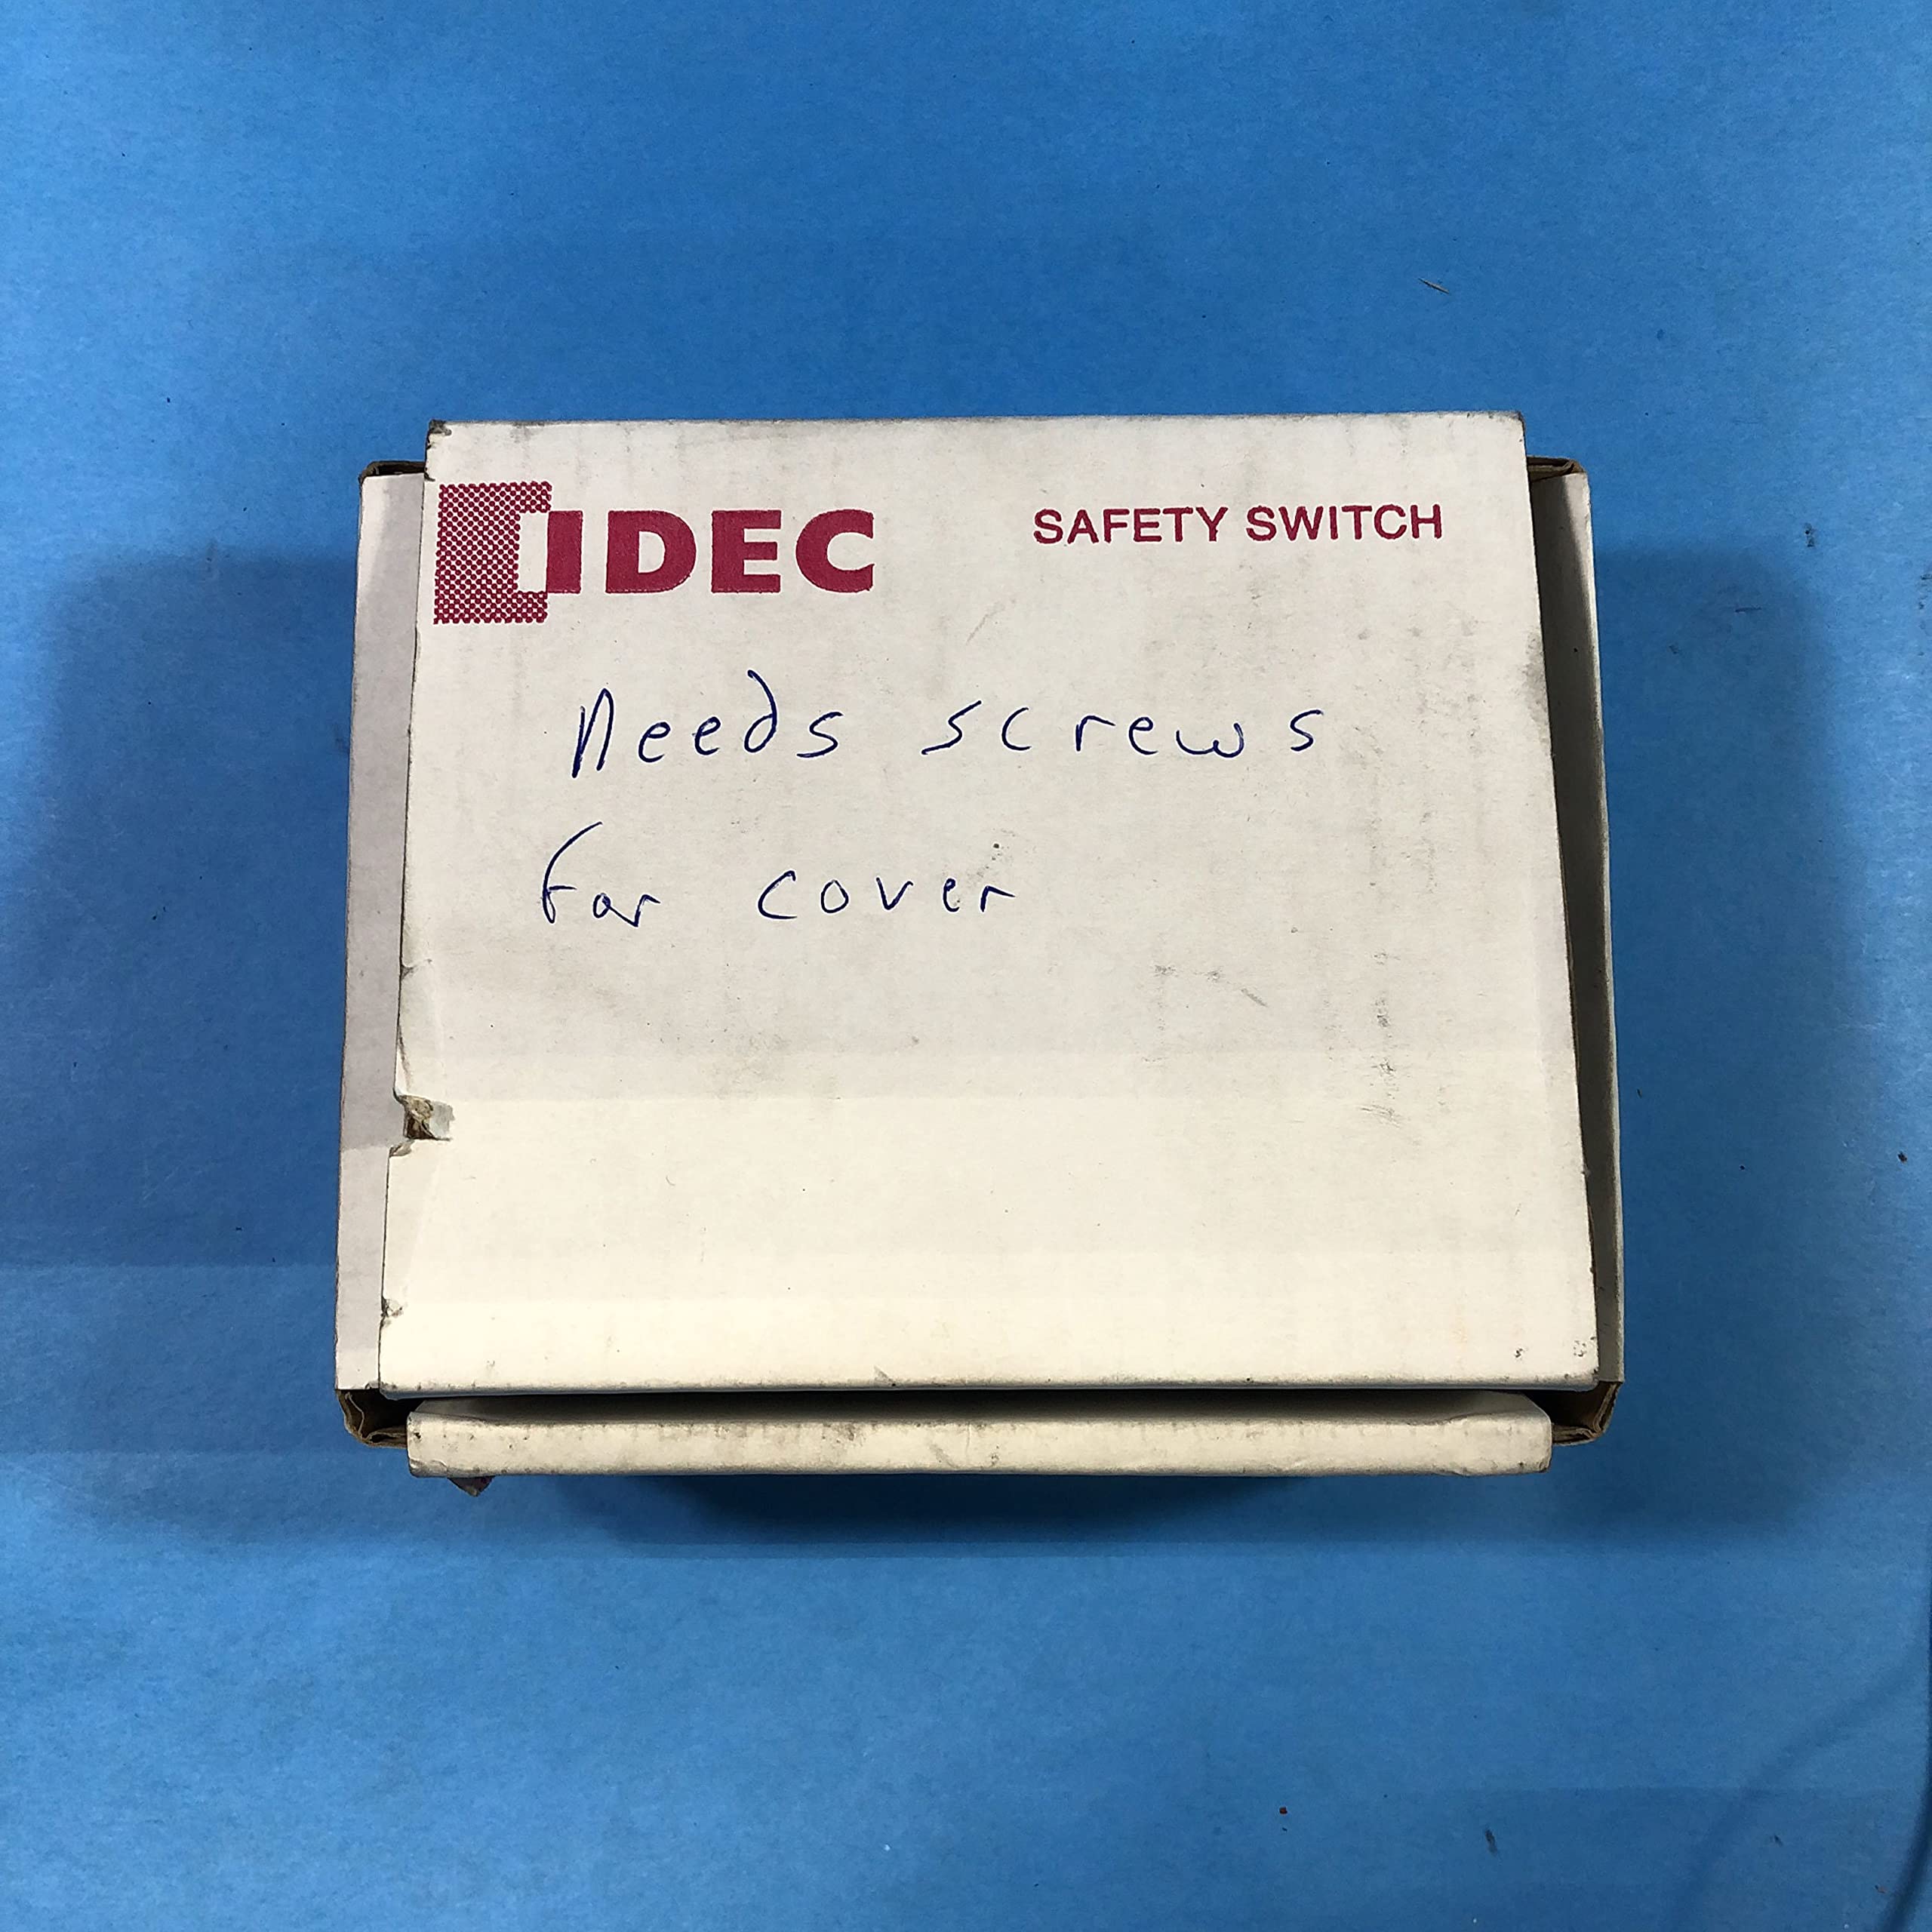 IDEC SAFETY SWITCH
Needs screws
for cover